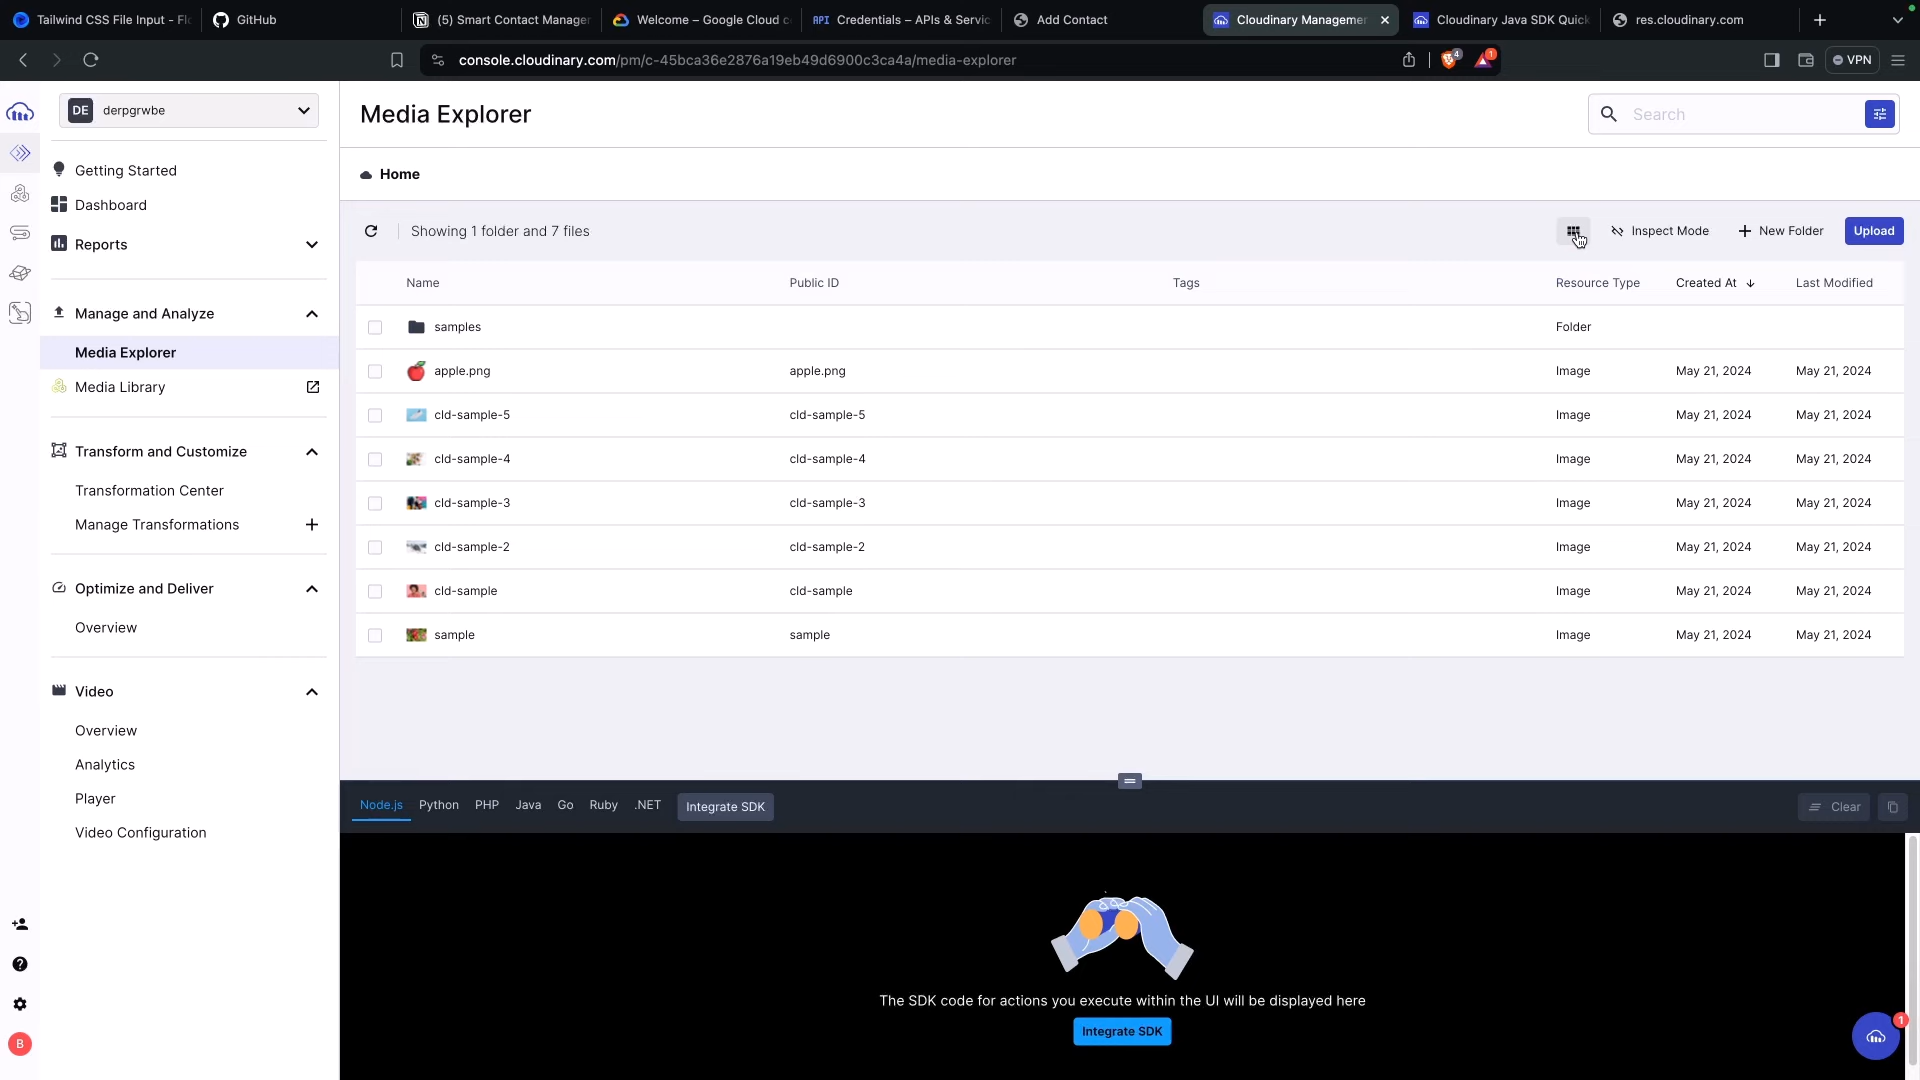 Tailwind CSS File Input - Flo
GitHub
(5) Smart Contact Manager
Welcome – Google Cloud c
API Credentials – APIs & Servic
Add Contact
Cloudinary Managemen
Cloudinary Java SDK Quick
res.cloudinary.com
console.cloudinary.com/pm/c-45bca36e2876a19eb49d6900c3ca4a/media-explorer
4
1
VPN
DE derpgrwbe
Getting Started
Dashboard
Reports
Manage and Analyze
Media Explorer
Media Library
Transform and Customize
Transformation Center
Manage Transformations
Optimize and Deliver
Overview
Video
Overview
Analytics
Player
Video Configuration
B
Media Explorer
Search
Home
Showing 1 folder and 7 files
Inspect Mode
New Folder
Upload
Name Public ID Tags Resource Type Created At Last Modified
samples Folder
apple.png apple.png Image May 21, 2024 May 21, 2024
cld-sample-5 cld-sample-5 Image May 21, 2024 May 21, 2024
cld-sample-4 cld-sample-4 Image May 21, 2024 May 21, 2024
cld-sample-3 cld-sample-3 Image May 21, 2024 May 21, 2024
cld-sample-2 cld-sample-2 Image May 21, 2024 May 21, 2024
cld-sample cld-sample Image May 21, 2024 May 21, 2024
sample sample Image May 21, 2024 May 21, 2024
Node.js Python PHP Java Go Ruby .NET Integrate SDK
Clear
The SDK code for actions you execute within the UI will be displayed here
Integrate SDK
1